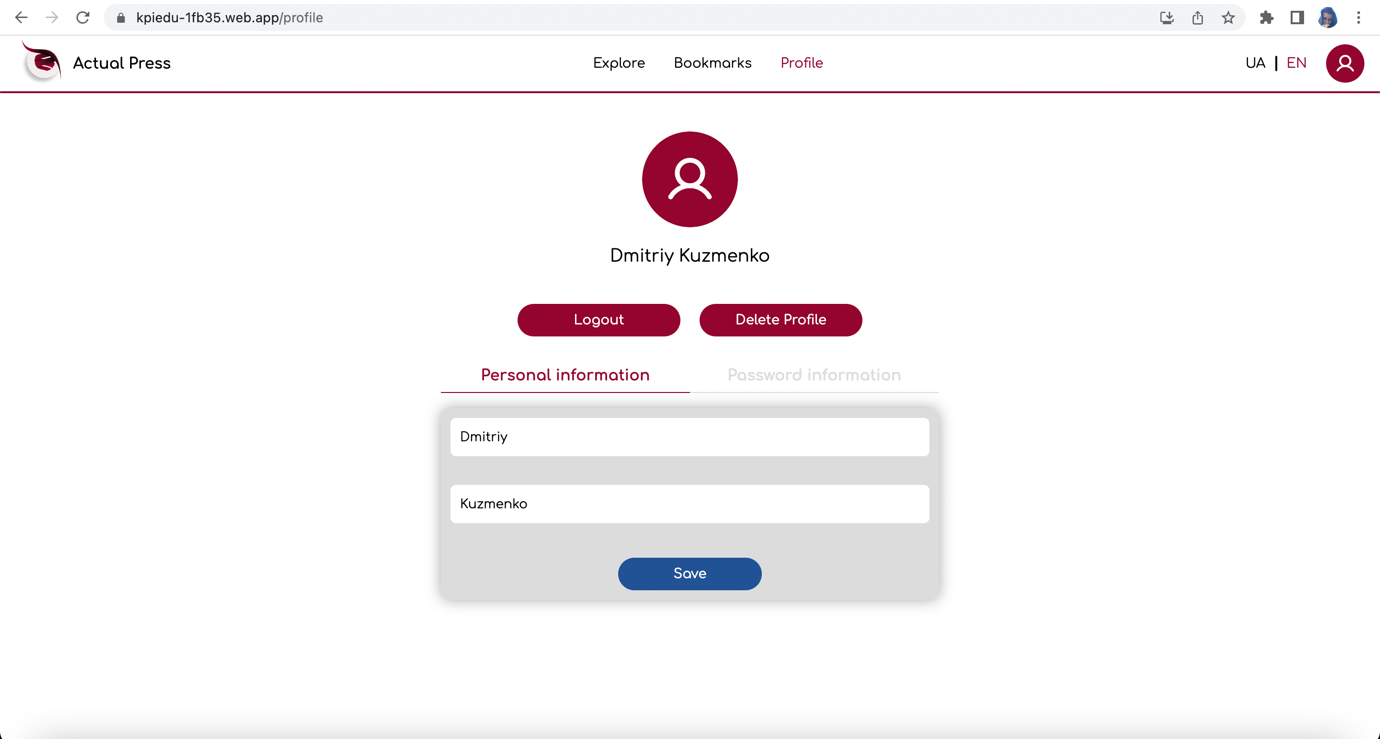 kpiedu-1fb35.web.app/profile
Actual Press
Explore Bookmarks Profile
UA | EN
Dmitriy Kuzmenko
Logout Delete Profile
Personal information Password information
Dmitriy
Kuzmenko
Save